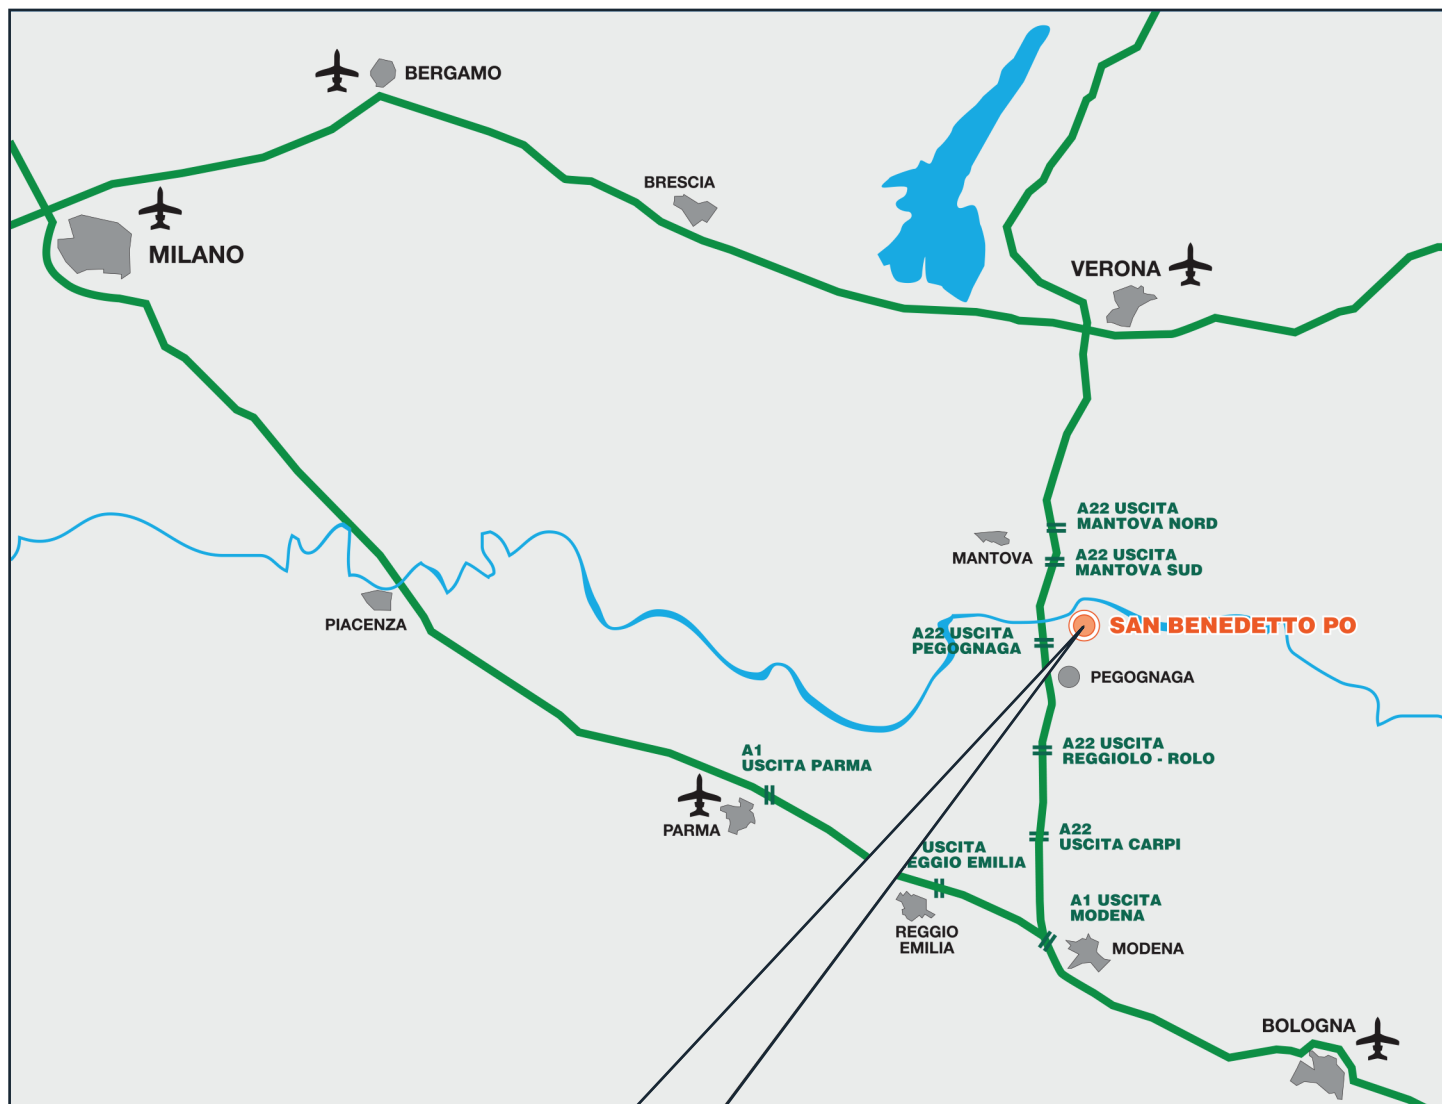 BERGAMO
BRESCIA
MILANO
VERONA
A22 USCITA
MANTOVA NORD
MANTOVA
A22 USCITA
MANTOVA SUD
PIACENZA
SAN BENEDETTO PO
A22 USCITA
PEGOGNAGA
PEGOGNAGA
A22 USCITA
REGGIOLO - ROLO
A1
USCITA PARMA
PARMA
A22
USCITA CARPI
USCITA
EGGIO EMILIA
A1 USCITA
MODENA
REGGIO
EMILIA
MODENA
BOLOGNA